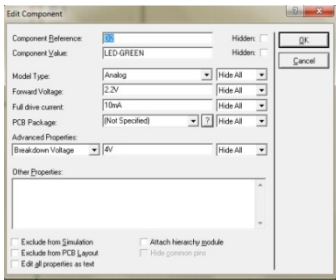 Edit Component
Component Reference: D2 Hidden:
OK
Component Value: LED-GREEN Hidden:
Cancel
Model Type: Analog Hide All
Forward Voltage: 2.2V Hide All
Full drive current: 10mA Hide All
PCB Package: (Not Specified) ? Hide All
Advanced Properties:
Breakdown Voltage 4V Hide All
Other Properties:
Exclude from Simulation Attach hierarchy module
Exclude from PCB Layout Hide common pins
Edit all properties as text